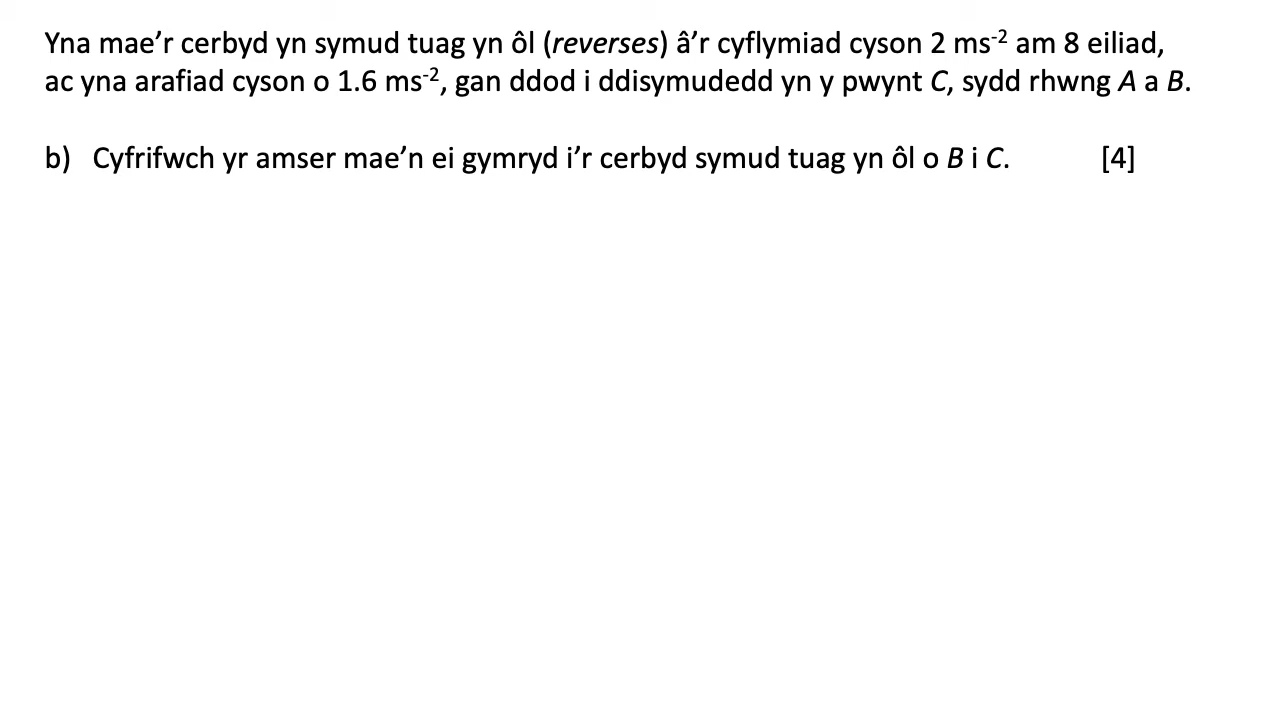 Yna mae’r cerbyd yn symud tuag yn ôl (reverses) â’r cyflymiad cyson 2 ms⁻² am 8 eiliad,
ac yna arafiad cyson o 1.6 ms⁻², gan ddod i ddisymudedd yn y pwynt C, sydd rhwng A a B.
b) Cyfrifwch yr amser mae’n ei gymryd i’r cerbyd symud tuag yn ôl o B i C. [4]